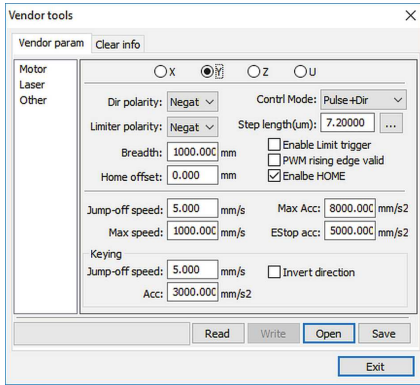 Vendor tools
Vendor param Clear info
Motor
Laser
Other
X Y Z U
Dir polarity: Negat Contrl Mode: Pulse+Dir
Limiter polarity: Negat Step length(um): 7.20000 ...
Breadth: 1000.000 mm Enable Limit trigger
PWM rising edge valid
Home offset: 0.000 mm Enalbe HOME
Jump-off speed: 5.000 mm/s Max Acc: 8000.000 mm/s2
Max speed: 1000.000 mm/s EStop acc: 5000.000 mm/s2
Keying
Jump-off speed: 5.000 mm/s Invert direction
Acc: 3000.000 mm/s2
Read Write Open Save
Exit